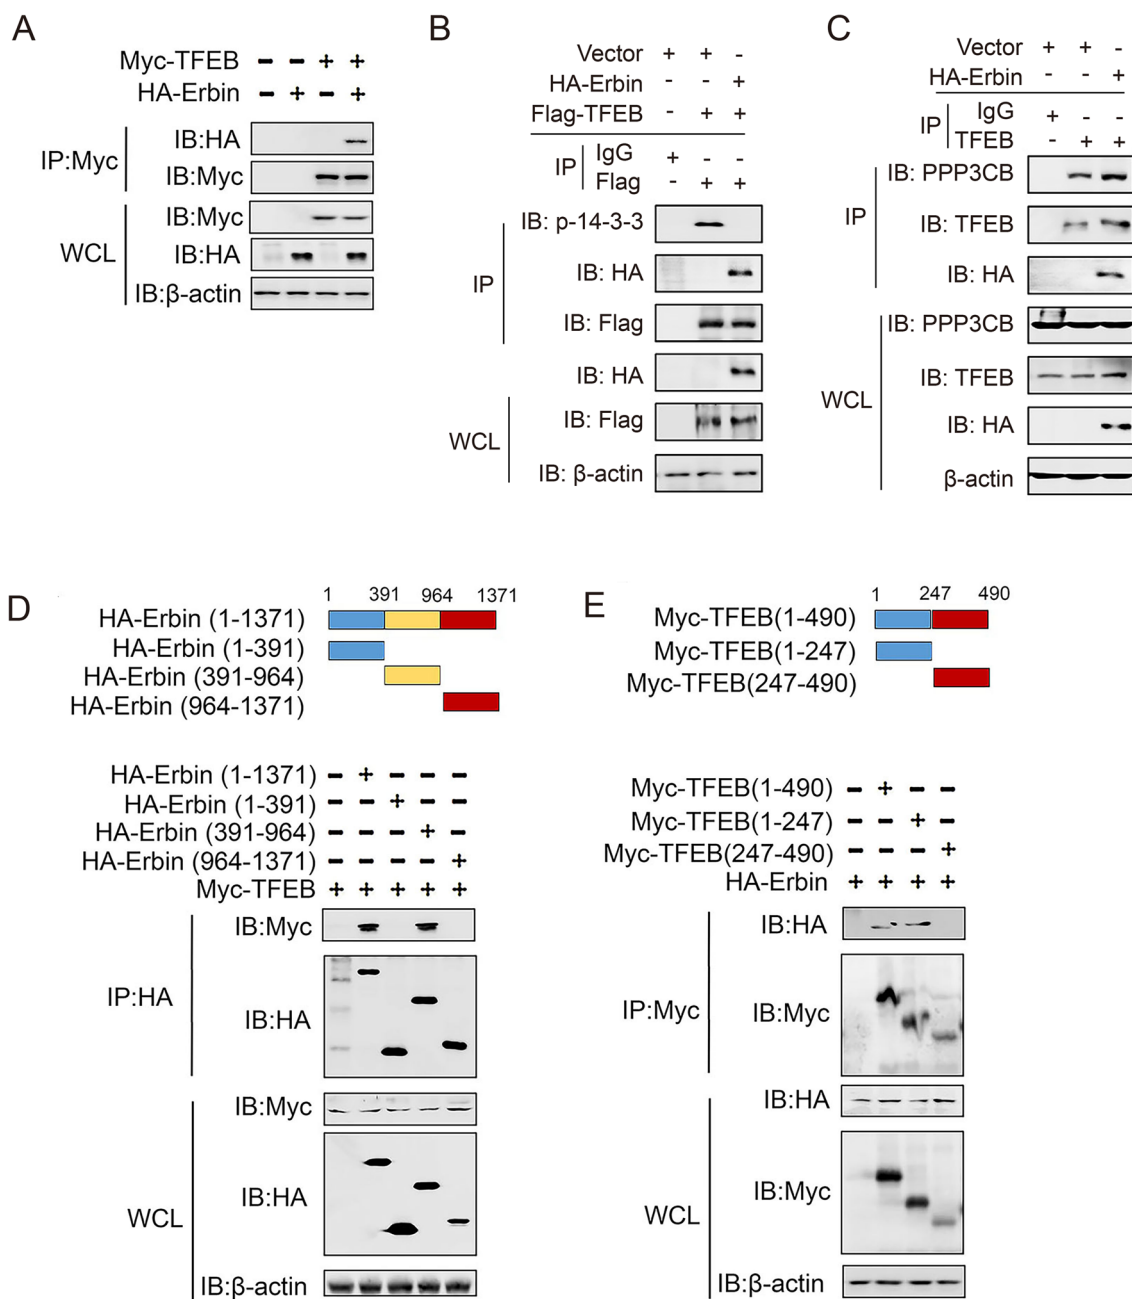 A
Myc-TFEB - - + +
HA-Erbin - + - +
IP:Myc
IB:HA
IB:Myc
WCL
IB:Myc
IB:HA
IB:β-actin
B
Vector + + -
HA-Erbin - - +
Flag-TFEB - + +
IP
IgG + - -
Flag - + +
IP
IB: p-14-3-3
IB: HA
IB: Flag
WCL
IB: HA
IB: Flag
IB: β-actin
C
Vector + + -
HA-Erbin - - +
IP
IgG + - -
TFEB - + +
IP
IB: PPP3CB
IB: TFEB
IB: HA
WCL
IB: PPP3CB
IB: TFEB
IB: HA
β-actin
D
1 391 964 1371
HA-Erbin (1-1371)
HA-Erbin (1-391)
HA-Erbin (391-964)
HA-Erbin (964-1371)
HA-Erbin (1-1371) - + - - -
HA-Erbin (1-391) - - + - -
HA-Erbin (391-964) - - - + -
HA-Erbin (964-1371) - - - - +
Myc-TFEB + + + + +
IP:HA
IB:Myc
IB:HA
WCL
IB:Myc
IB:HA
IB:β-actin
E
1 247 490
Myc-TFEB(1-490)
Myc-TFEB(1-247)
Myc-TFEB(247-490)
Myc-TFEB(1-490) - + - -
Myc-TFEB(1-247) - - + -
Myc-TFEB(247-490) - - - +
HA-Erbin + + + +
IP:Myc
IB:HA
IB:Myc
WCL
IB:HA
IB:Myc
IB:β-actin